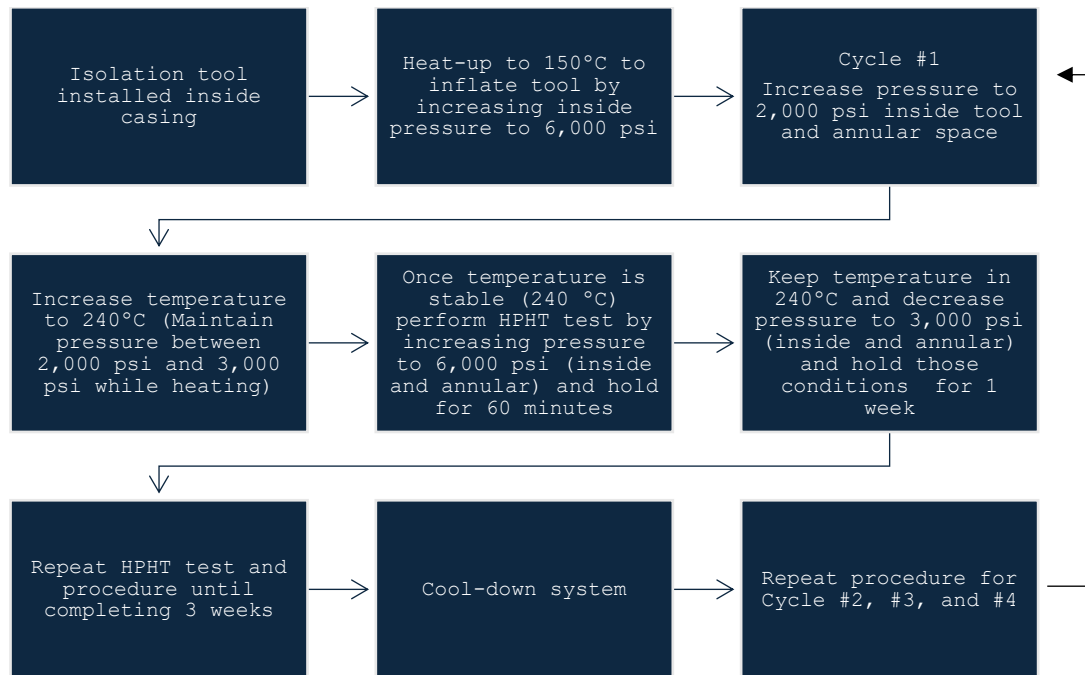 Isolation tool
installed inside
casing
Heat-up to 150°C to
inflate tool by
increasing inside
pressure to 6,000 psi
Cycle #1
Increase pressure to
2,000 psi inside tool
and annular space
Increase temperature
to 240°C (Maintain
pressure between
2,000 psi and 3,000
psi while heating)
Once temperature is
stable (240 °C)
perform HPHT test by
increasing pressure
to 6,000 psi (inside
and annular) and hold
for 60 minutes
Keep temperature in
240°C and decrease
pressure to 3,000 psi
(inside and annular)
and hold those
conditions for 1
week
Repeat HPHT test and
procedure until
completing 3 weeks
Cool-down system
Repeat procedure for
Cycle #2, #3, and #4